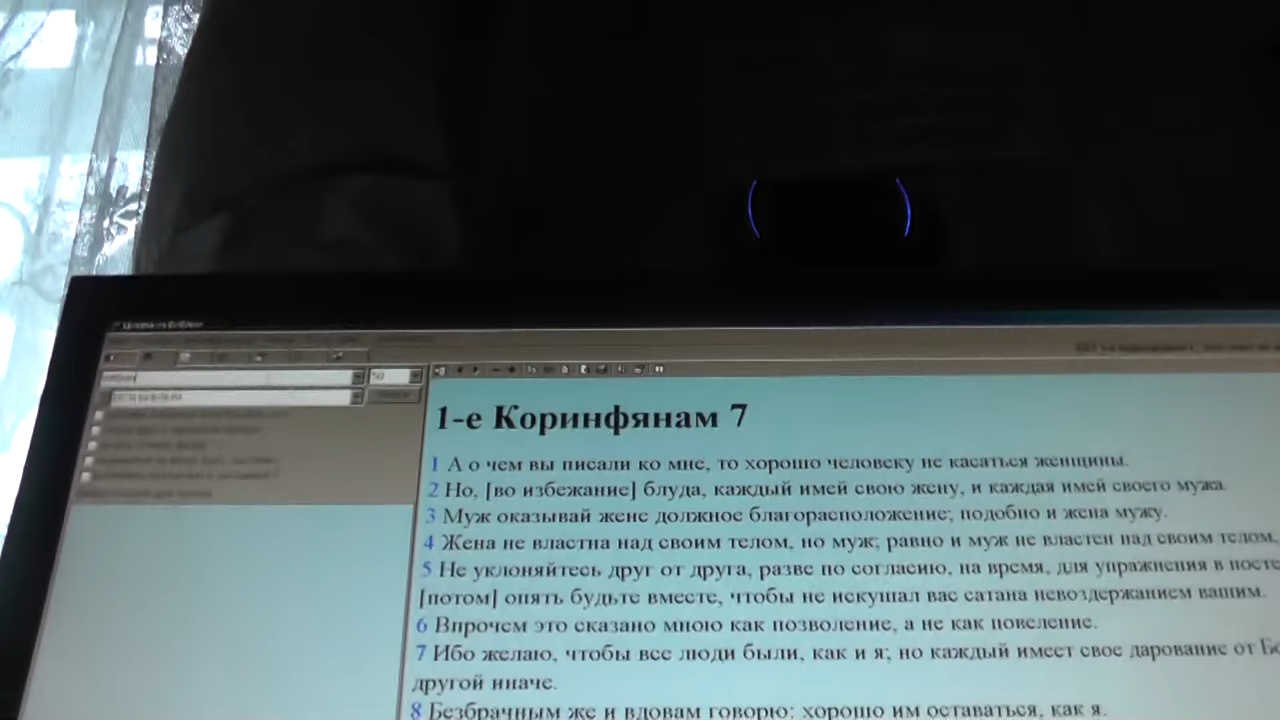 Цитата из Библии
50
1-е Коринфянам 7
1 А о чем вы писали ко мне, то хорошо человеку не касаться женщины.
2 Но, [во избежание] блуда, каждый имей свою жену, и каждая имей своего мужа.
3 Муж оказывай жене должное благорасположение; подобно и жена мужу.
4 Жена не властна над своим телом, но муж; равно и муж не властен над своим телом,
5 Не уклоняйтесь друг от друга, разве по согласию, на время, для упражнения в посте
[потом] опять будьте вместе, чтобы не искушал вас сатана невоздержанием вашим.
6 Впрочем это сказано мною как позволение, а не как повеление.
7 Ибо желаю, чтобы все люди были, как и я; но каждый имеет свое дарование от Бо
другой иначе.
8 Безбрачным же и вдовам говорю: хорошо им оставаться, как я.